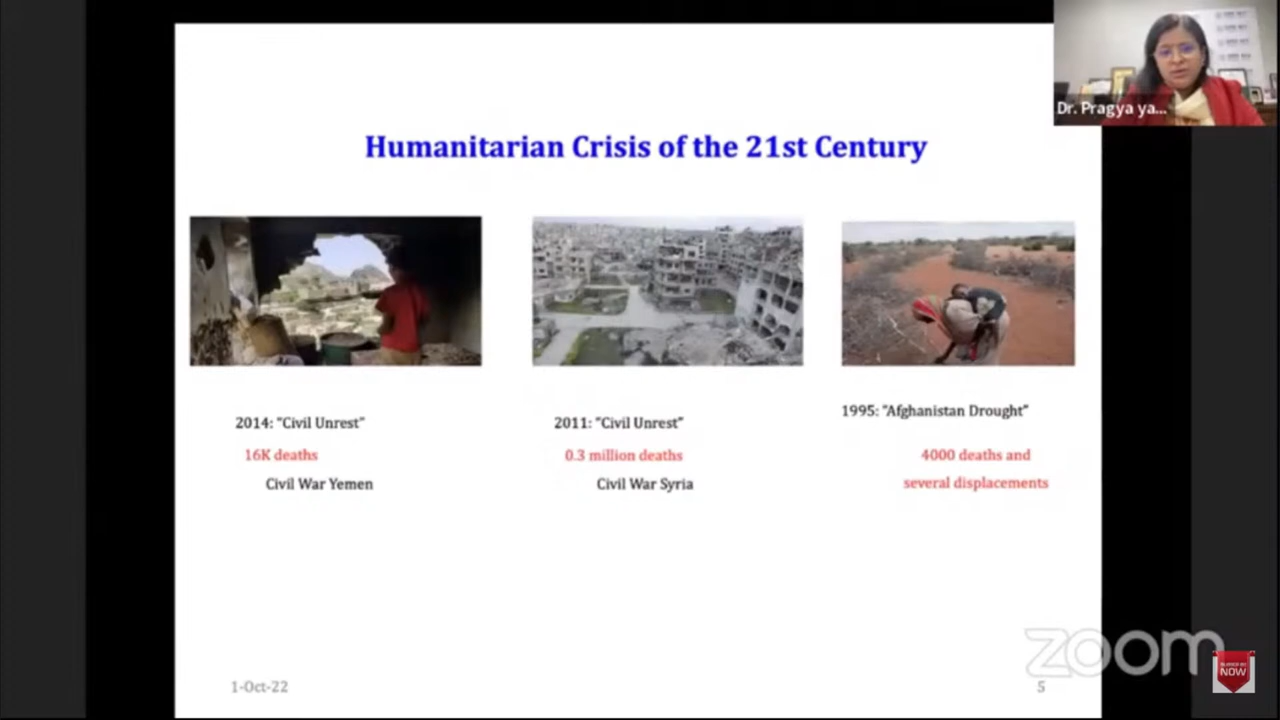 Dr. Pragya ya...
Humanitarian Crisis of the 21st Century
2014: "Civil Unrest"
16K deaths
Civil War Yemen
2011: "Civil Unrest"
0.3 million deaths
Civil War Syria
1995: "Afghanistan Drought"
4000 deaths and
several displacements
zoom
NOW
1-Oct-22
5